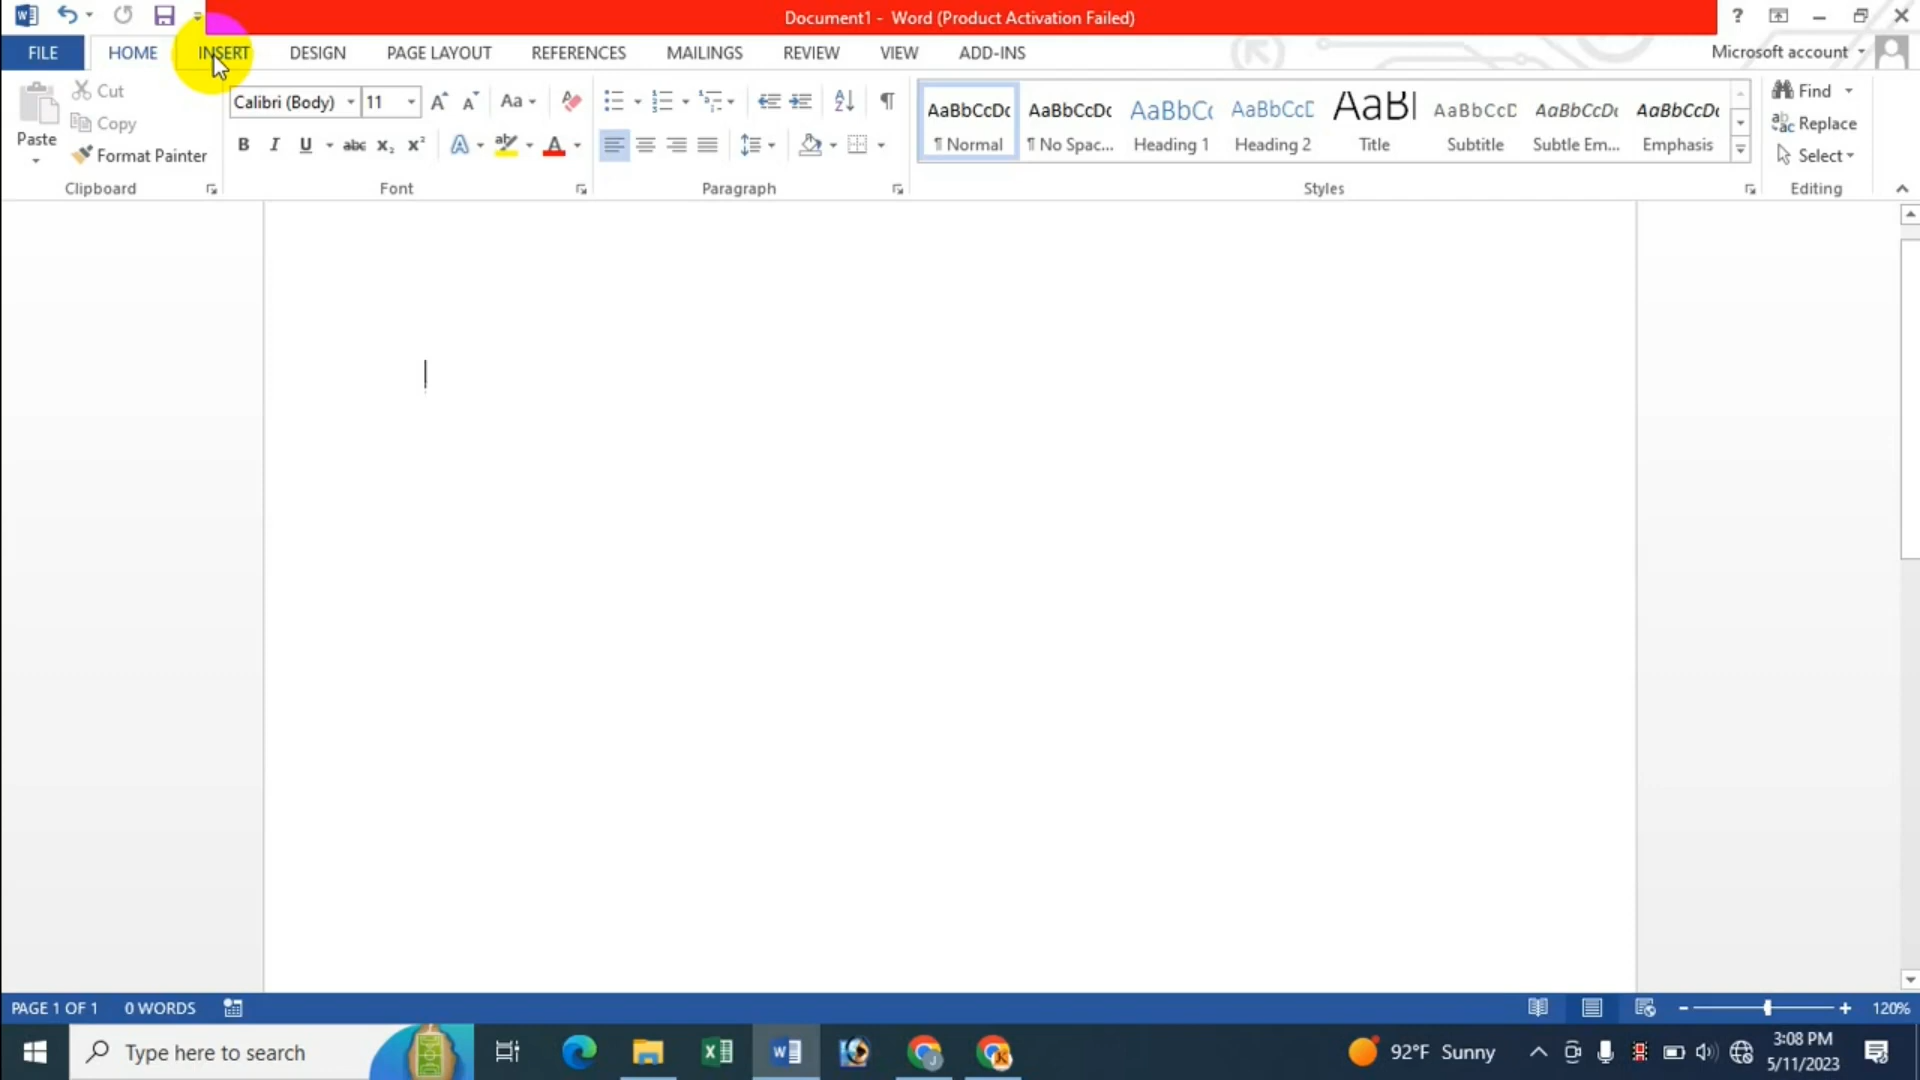 Document1 - Word (Product Activation Failed)
FILE HOME INSERT DESIGN PAGE LAYOUT REFERENCES MAILINGS REVIEW VIEW ADD-INS Microsoft account
Paste
Cut
Copy
Format Painter
Clipboard
Calibri (Body) 11
Font
Paragraph
AaBbCcDc AaBbCcDc AaBbC AaBbCcD AaBl AaBbCcD AaBbCcDc AaBbCcDc
¶ Normal ¶ No Spac... Heading 1 Heading 2 Title Subtitle Subtle Em... Emphasis
Styles
Find
Replace
Select
Editing
PAGE 1 OF 1 0 WORDS 120%
Type here to search
92°F Sunny
3:08 PM
5/11/2023